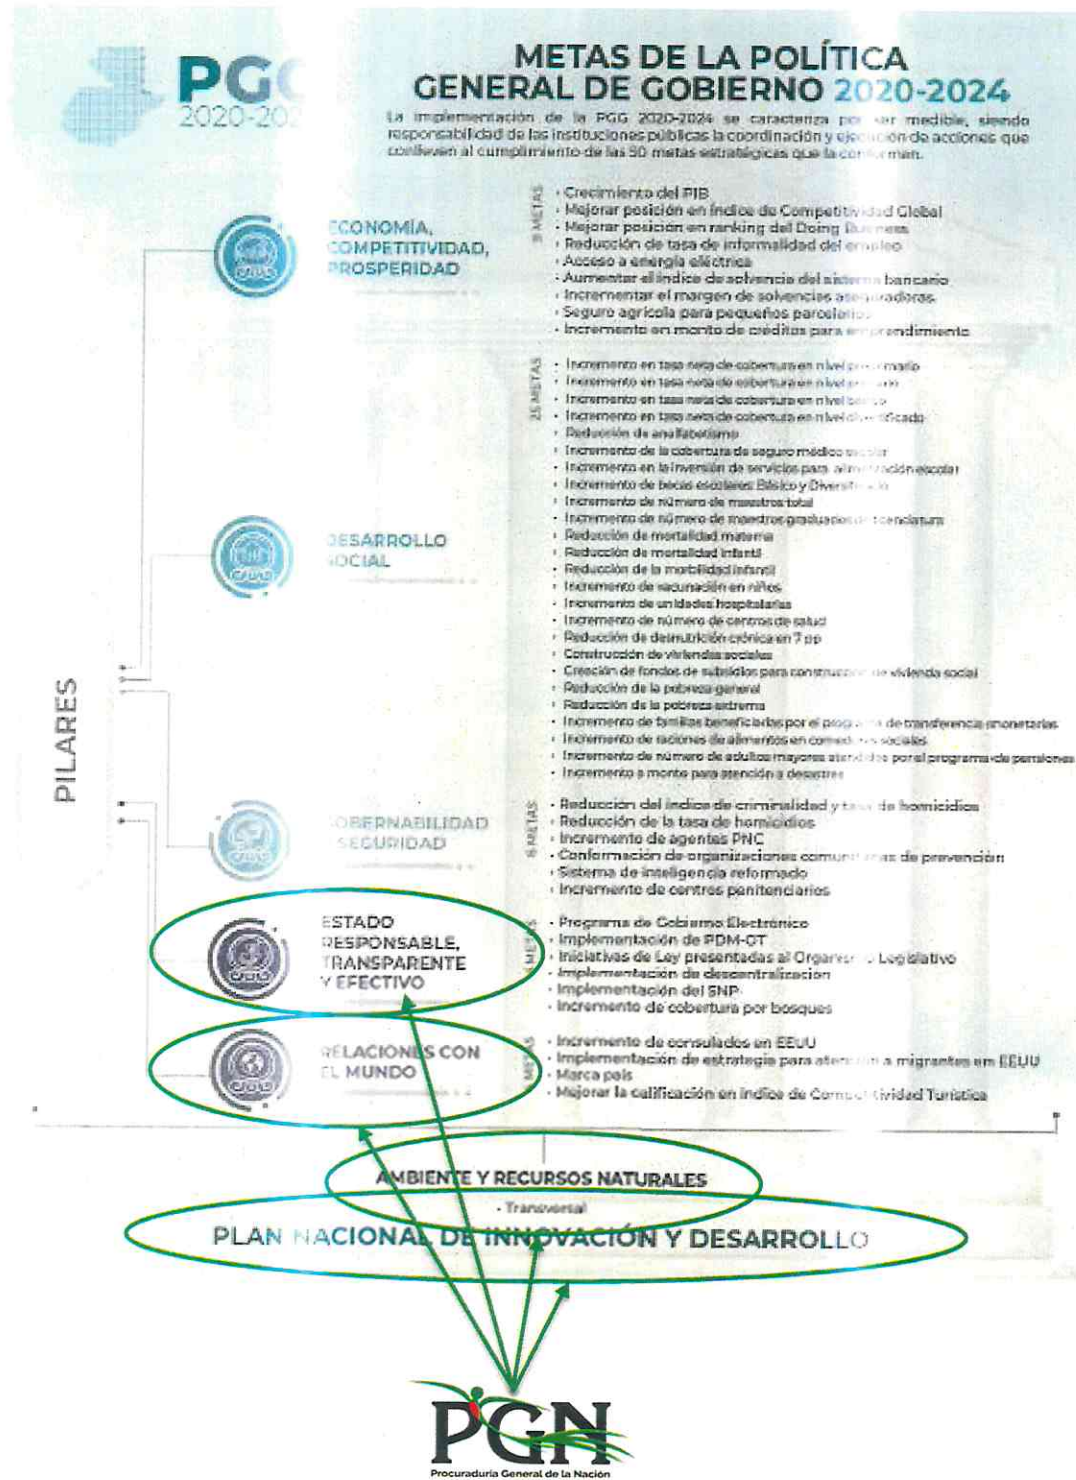 PGG
2020-202
METAS DE LA POLÍTICA
GENERAL DE GOBIERNO 2020-2024
La implementación de la PGG 2020-2024 se caracteriza por ser medible, siendo
responsabilidad de las instituciones públicas la coordinación y ejecución de acciones que
conlleven al cumplimiento de las 50 metas estratégicas que la conforman.
PILARES
ECONOMÍA,
COMPETITIVIDAD,
PROSPERIDAD
9 METAS
• Crecimiento del PIB
• Mejorar posición en Índice de Competitividad Global
• Mejorar posición en ranking del Doing Business
• Reducción de tasa de informalidad del empleo
• Acceso a energía eléctrica
• Aumentar el índice de solvencia del sistema bancario
• Incrementar el margen de solvencias aseguradoras
• Seguro agrícola para pequeños parcelarios
• Incremento en monto de créditos para emprendimiento
DESARROLLO
SOCIAL
25 METAS
• Incremento en tasa neta de cobertura en nivel preprimario
• Incremento en tasa neta de cobertura en nivel primario
• Incremento en tasa neta de cobertura en nivel básico
• Incremento en tasa neta de cobertura en nivel diversificado
• Reducción de analfabetismo
• Incremento de la cobertura de seguro médico escolar
• Incremento en la inversión de servicios para alimentación escolar
• Incremento de becas escolares: Básico y Diversificado
• Incremento de número de maestros total
• Incremento de número de maestros graduados de licenciatura
• Reducción de mortalidad materna
• Reducción de mortalidad infantil
• Reducción de la morbilidad infantil
• Incremento de vacunación en niños
• Incremento de unidades hospitalarias
• Incremento de número de centros de salud
• Reducción de desnutrición crónica en 7 pp
• Construcción de viviendas sociales
• Creación de fondos de subsidios para construcción de vivienda social
• Reducción de la pobreza general
• Reducción de la pobreza extrema
• Incremento de familias beneficiadas por el programa de transferencia monetarias
• Incremento de raciones de alimentos en comedores sociales
• Incremento de número de adultos mayores atendidos por el programa de pensiones
• Incremento a monto para atención a desastres
GOBERNABILIDAD
SEGURIDAD
6 METAS
• Reducción del índice de criminalidad y tasa de homicidios
• Reducción de la tasa de homicidios
• Incremento de agentes PNC
• Conformación de organizaciones comunitarias de prevención
• Sistema de inteligencia reformado
• Incremento de centros penitenciarios
ESTADO
RESPONSABLE,
TRANSPARENTE
Y EFECTIVO
METAS
• Programa de Gobierno Electrónico
• Implementación de PDM-OT
• Iniciativas de Ley presentadas al Organismo Legislativo
• Implementación de descentralización
• Implementación del SNP
• Incremento de cobertura por bosques
RELACIONES CON
EL MUNDO
METAS
• Incremento de consulados en EEUU
• Implementación de estrategia para atención a migrantes em EEUU
• Marca país
• Mejorar la calificación en índice de Competitividad Turística
AMBIENTE Y RECURSOS NATURALES
• Transversal
PLAN NACIONAL DE INNOVACIÓN Y DESARROLLO
PGN
Procuraduría General de la Nación